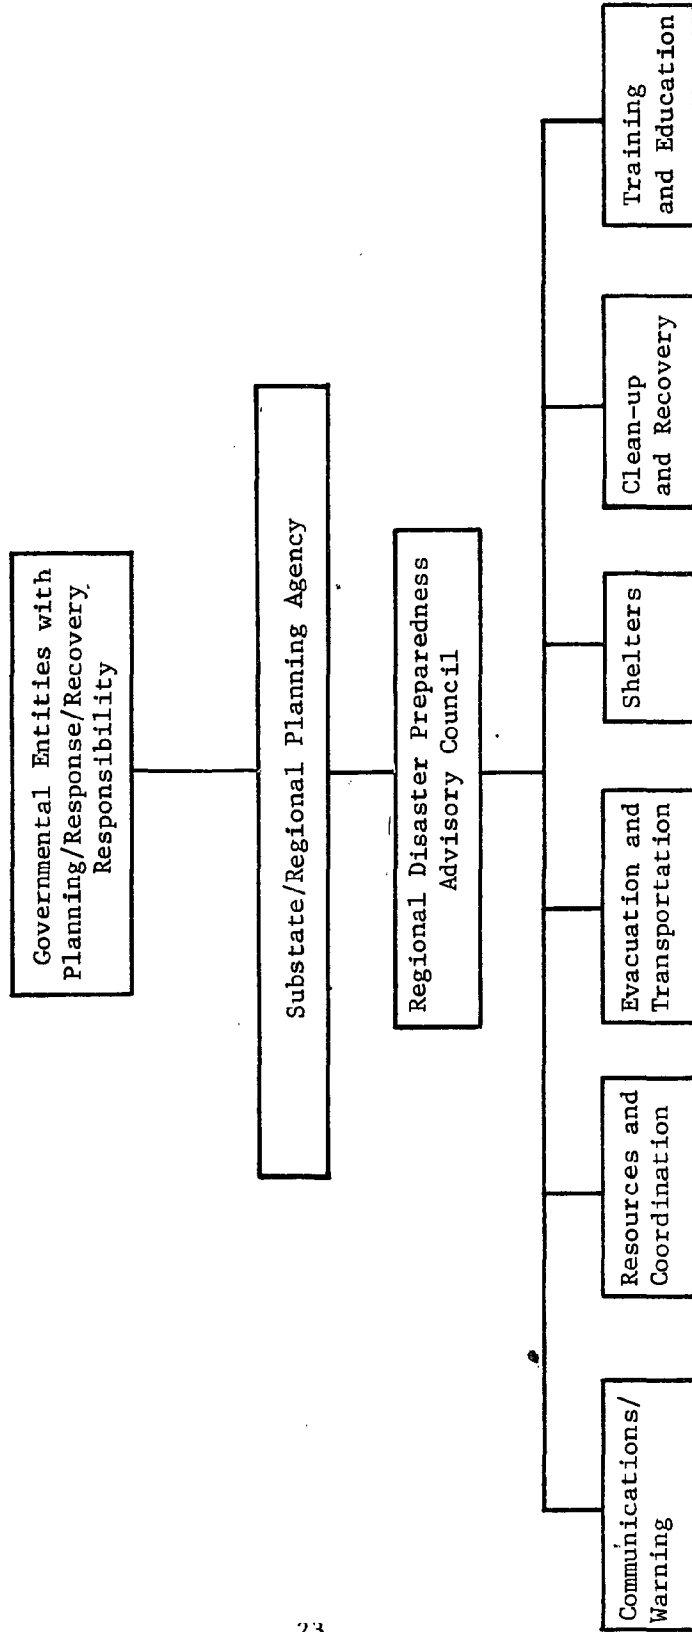 Governmental Entities with
Planning/Response/Recovery
Responsibility
Substate/Regional Planning Agency
Regional Disaster Preparedness
Advisory Council
Communications/
Warning
Resources and
Coordination
Evacuation and
Transportation
Shelters
Clean-up
and Recovery
Training
and Education
23